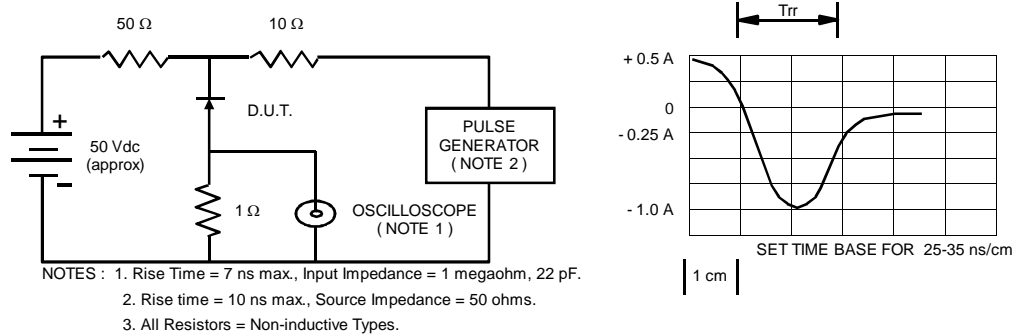 50 Ω
10 Ω
D.U.T.
+
50 Vdc
(approx)
−
1 Ω
OSCILLOSCOPE
( NOTE 1 )
PULSE
GENERATOR
( NOTE 2 )
NOTES : 1. Rise Time = 7 ns max., Input Impedance = 1 megaohm, 22 pF.
2. Rise time = 10 ns max., Source Impedance = 50 ohms.
3. All Resistors = Non-inductive Types.
Trr
+ 0.5 A
0
- 0.25 A
- 1.0 A
SET TIME BASE FOR 25-35 ns/cm
1 cm